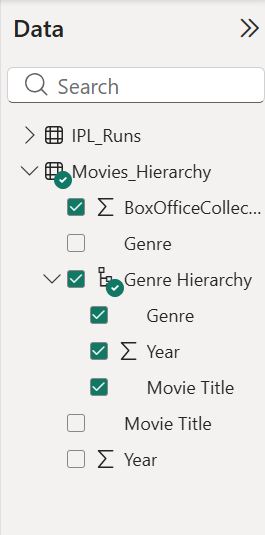 Data
Search
IPL_Runs
Movies_Hierarchy
BoxOfficeCollec...
Genre
Genre Hierarchy
Genre
Year
Movie Title
Movie Title
Year